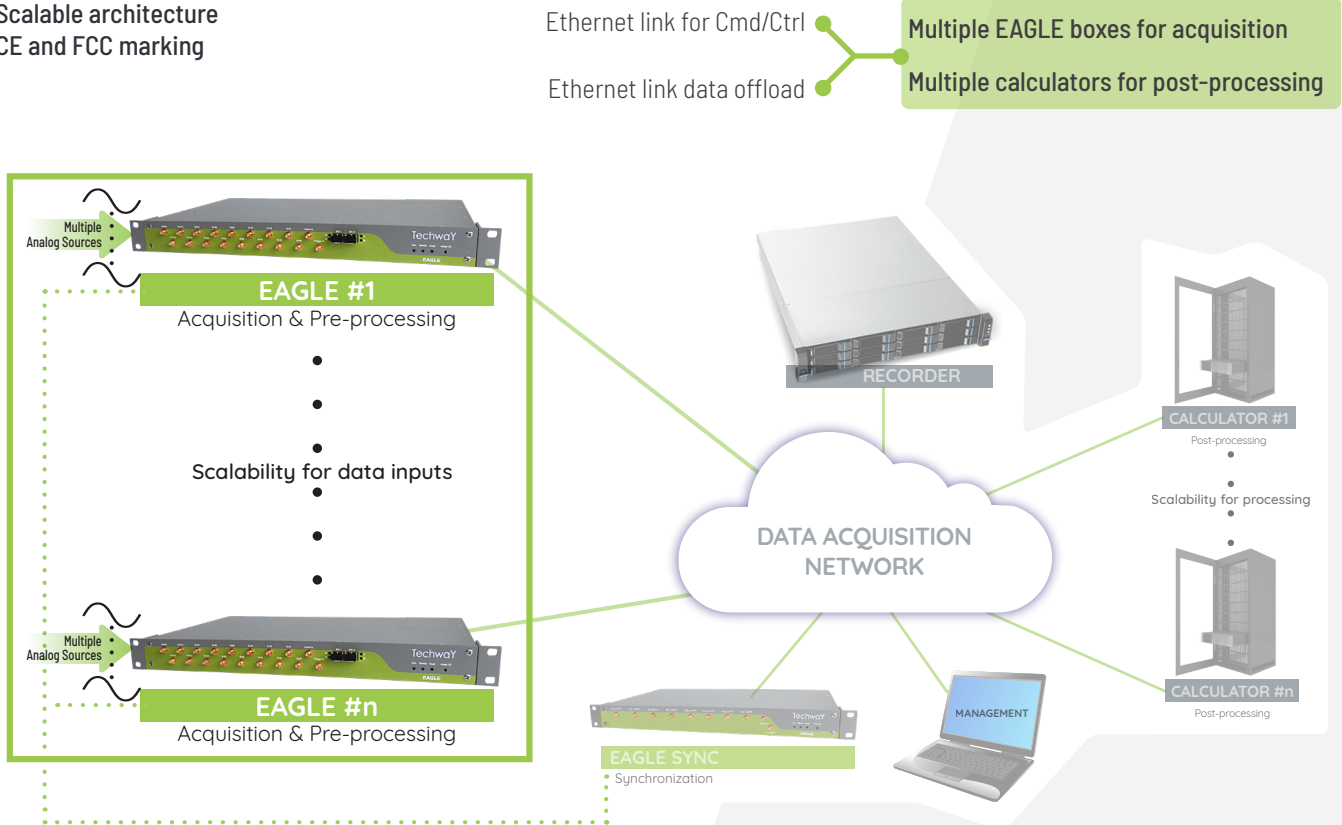 Scalable architecture
CE and FCC marking
Ethernet link for Cmd/Ctrl
Ethernet link data offload
Multiple EAGLE boxes for acquisition
Multiple calculators for post-processing
Multiple
Analog Sources
TechwaY
EAGLE
EAGLE #1
Acquisition & Pre-processing
Scalability for data inputs
Multiple
Analog Sources
TechwaY
EAGLE
EAGLE #n
Acquisition & Pre-processing
RECORDER
DATA ACQUISITION
NETWORK
CALCULATOR #1
Post-processing
Scalability for processing
CALCULATOR #n
Post-processing
TechwaY
EAGLE SYNC
Synchronization
MANAGEMENT